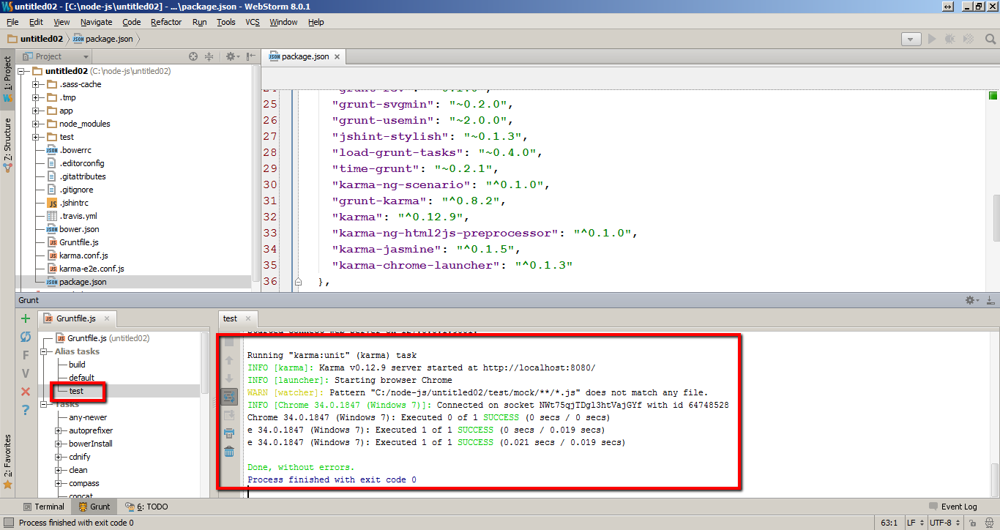 untitled02 - [C:\node-js\untitled02] - ...\package.json - WebStorm 8.0.1
File Edit View Navigate Code Refactor Run Tools VCS Window Help
untitled02 package.json
1: Project
Z: Structure
2: Favorites
Project
untitled02 (C:\node-js\untitled02)
.sass-cache
.tmp
app
node_modules
test
.bowerrc
.editorconfig
.gitattributes
.gitignore
.jshintrc
.travis.yml
bower.json
Gruntfile.js
karma.conf.js
karma-e2e.conf.js
package.json
package.json
25 "grunt-svgmin": "~0.2.0",
26 "grunt-usemin": "~2.0.0",
27 "jshint-stylish": "~0.1.3",
28 "load-grunt-tasks": "~0.4.0",
29 "time-grunt": "~0.2.1",
30 "karma-ng-scenario": "^0.1.0",
31 "grunt-karma": "^0.8.2",
32 "karma": "^0.12.9",
33 "karma-ng-html2js-preprocessor": "^0.1.0",
34 "karma-jasmine": "^0.1.5",
35 "karma-chrome-launcher": "^0.1.3"
36 },
Grunt
Gruntfile.js
Gruntfile.js (untitled02)
Alias tasks
build
default
test
Tasks
any-newer
autoprefixer
bowerInstall
cdnify
clean
compass
concat
test
Running "karma:unit" (karma) task
INFO [karma]: Karma v0.12.9 server started at http://localhost:8080/
INFO [launcher]: Starting browser Chrome
WARN [watcher]: Pattern "C:/node-js/untitled02/test/mock/**/*.js" does not match any file.
INFO [Chrome 34.0.1847 (Windows 7)]: Connected on socket NWt75qjTDgl3htVajGYf with id 64748528
Chrome 34.0.1847 (Windows 7): Executed 0 of 1 SUCCESS (0 secs / 0 secs)
e 34.0.1847 (Windows 7): Executed 1 of 1 SUCCESS (0 secs / 0.019 secs)
e 34.0.1847 (Windows 7): Executed 1 of 1 SUCCESS (0.021 secs / 0.019 secs)
Done, without errors.
Process finished with exit code 0
Terminal Grunt 6: TODO Event Log
Process finished with exit code 0 63:1 LF UTF-8